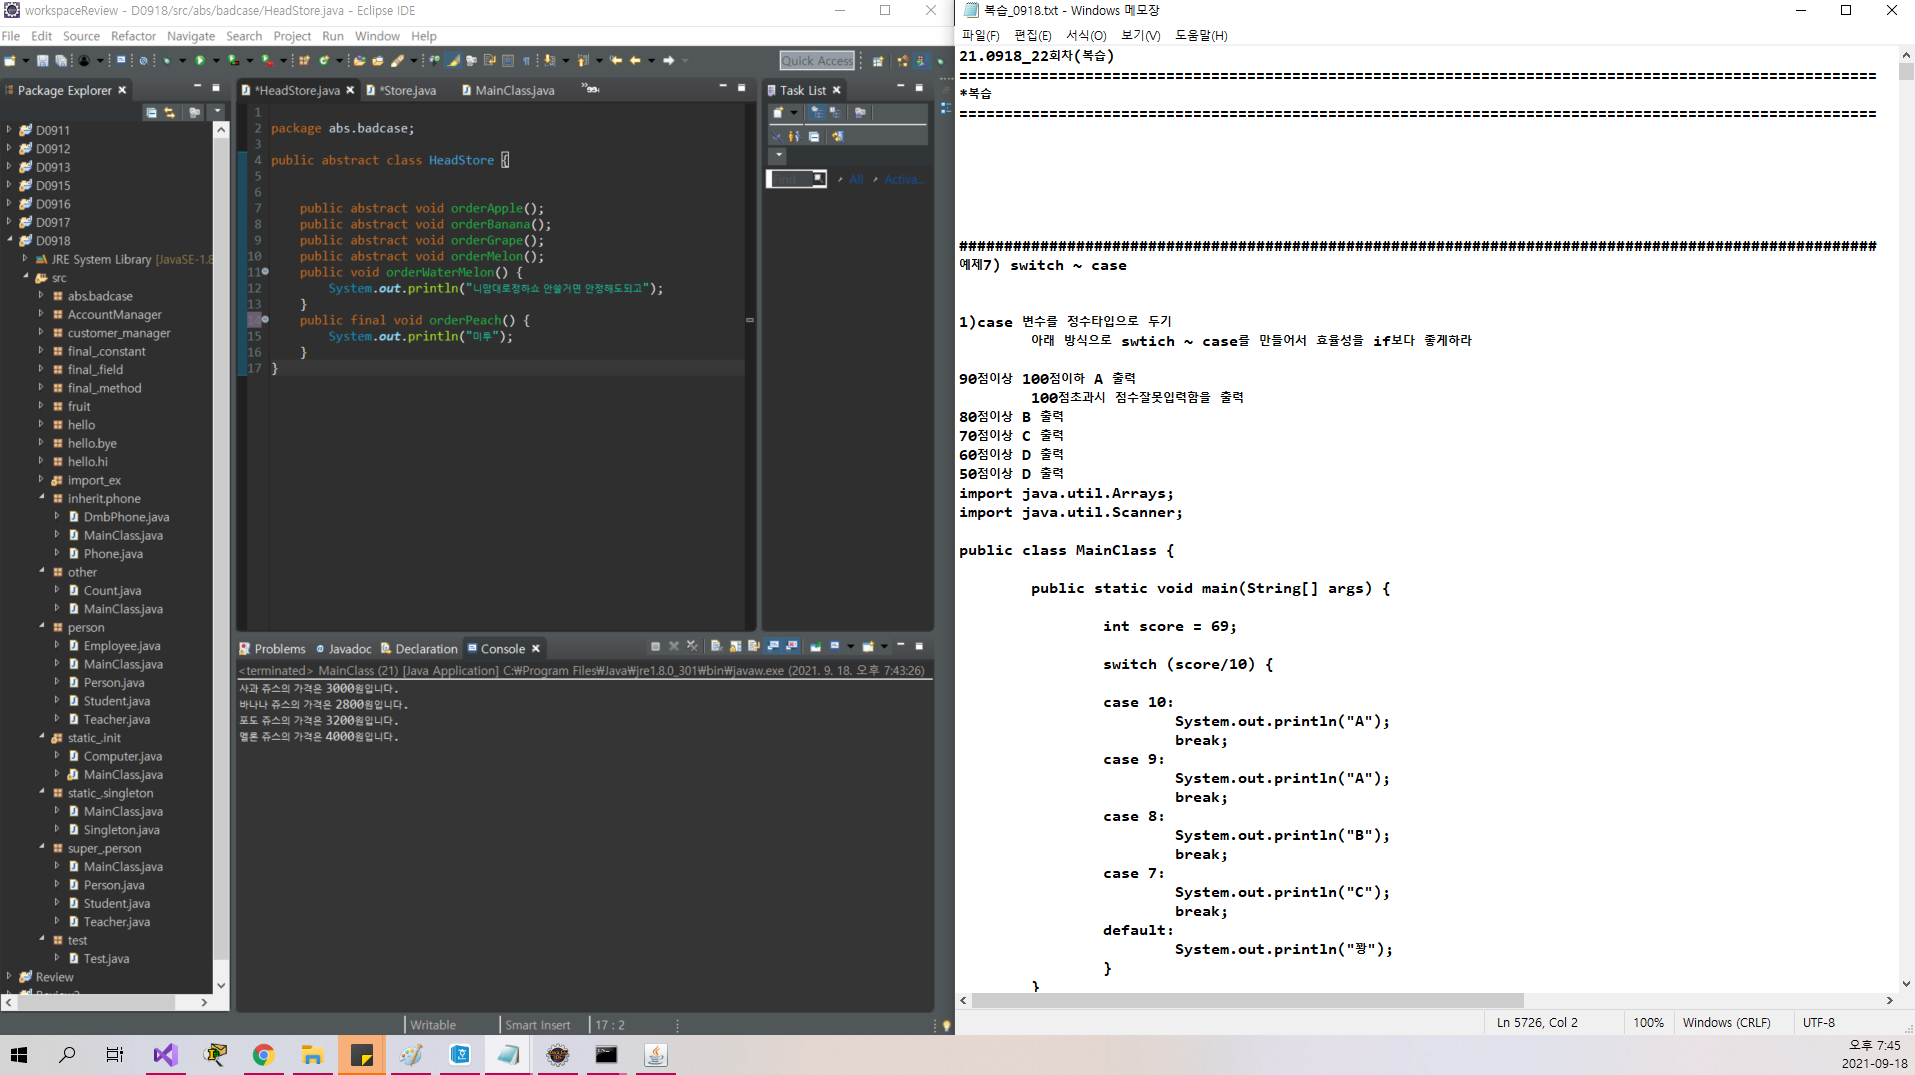 workspaceReview - D0918/src/abs/badcase/HeadStore.java - Eclipse IDE
File Edit Source Refactor Navigate Search Project Run Window Help
Quick Access
Package Explorer
D0911
D0912
D0913
D0915
D0916
D0917
D0918
JRE System Library [JavaSE-1.8
src
abs.badcase
AccountManager
customer_manager
final_.constant
final_.field
final_.method
fruit
hello
hello.bye
hello.hi
import_ex
inherit.phone
DmbPhone.java
MainClass.java
Phone.java
other
Count.java
MainClass.java
person
Employee.java
MainClass.java
Person.java
Student.java
Teacher.java
static_.init
Computer.java
MainClass.java
static_.singleton
MainClass.java
Singleton.java
super_.person
MainClass.java
Person.java
Student.java
Teacher.java
test
Test.java
Review
*HeadStore.java *Store.java MainClass.java
1
2 package abs.badcase;
3
4 public abstract class HeadStore {
5
6
7 public abstract void orderApple();
8 public abstract void orderBanana();
9 public abstract void orderGrape();
10 public abstract void orderMelon();
11 public void orderWaterMelon() {
12 System.out.println("니맘대로정하쇼 안쓸거면 안정해도되고");
13 }
14 public final void orderPeach() {
15 System.out.println("미투");
16 }
17 }
Task List
Find All Activa...
Problems Javadoc Declaration Console
<terminated> MainClass (21) [Java Application] C:₩Program Files₩Java₩jre1.8.0_301₩bin₩javaw.exe (2021. 9. 18. 오후 7:43:26)
사과 쥬스의 가격은 3000원입니다.
바나나 쥬스의 가격은 2800원입니다.
포도 쥬스의 가격은 3200원입니다.
멜론 쥬스의 가격은 4000원입니다.
Writable Smart Insert 17 : 2
복습_0918.txt - Windows 메모장
파일(F) 편집(E) 서식(O) 보기(V) 도움말(H)
21.0918_22회차(복습)
======================================================================================================
*복습
======================================================================================================
######################################################################################################
예제7) switch ~ case
1)case 변수를 정수타입으로 두기
아래 방식으로 swtich ~ case를 만들어서 효율성을 if보다 좋게하라
90점이상 100점이하 A 출력
100점초과시 점수잘못입력함을 출력
80점이상 B 출력
70점이상 C 출력
60점이상 D 출력
50점이상 D 출력
import java.util.Arrays;
import java.util.Scanner;
public class MainClass {
public static void main(String[] args) {
int score = 69;
switch (score/10) {
case 10:
System.out.println("A");
break;
case 9:
System.out.println("A");
break;
case 8:
System.out.println("B");
break;
case 7:
System.out.println("C");
break;
default:
System.out.println("꽝");
}
}
Ln 5726, Col 2 100% Windows (CRLF) UTF-8
오후 7:45
2021-09-18